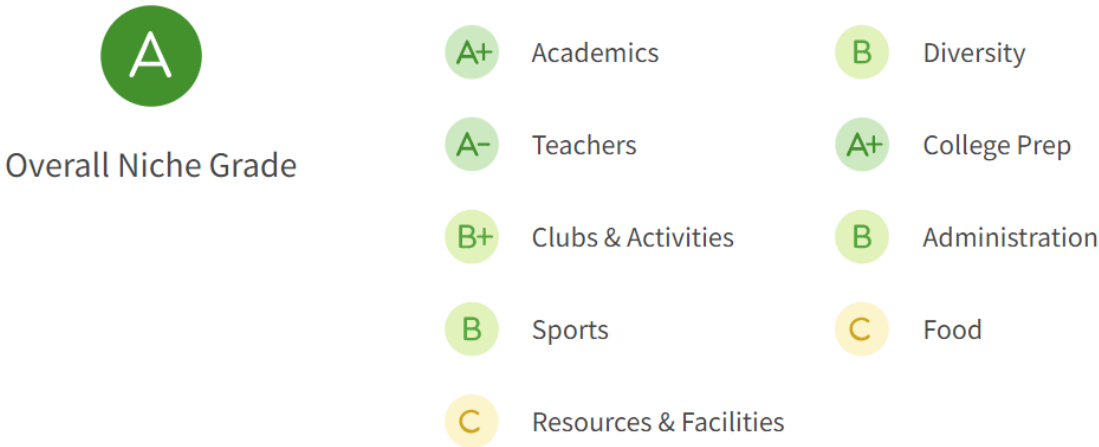 A
Overall Niche Grade
A+ Academics
A- Teachers
B+ Clubs & Activities
B Sports
C Resources & Facilities
B Diversity
A+ College Prep
B Administration
C Food